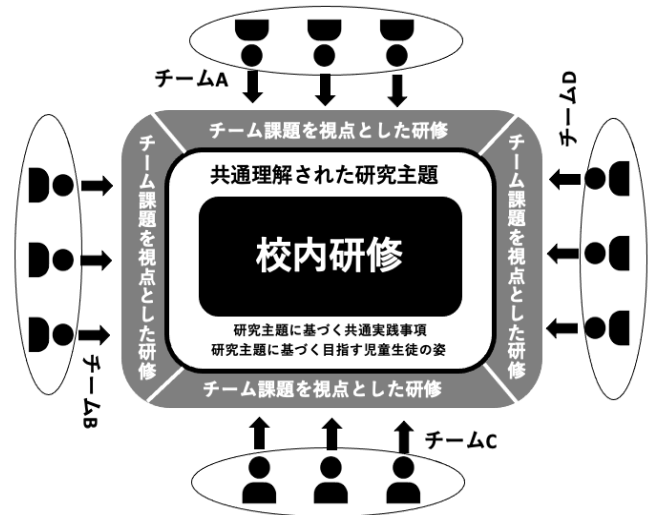 チームA
チーム課題を視点とした研修
チームD
チーム課題を視点とした研修
共通理解された研究主題
校内研修
研究主題に基づく共通実践事項
研究主題に基づく目指す児童生徒の姿
チーム課題を視点とした研修
チームB
チーム課題を視点とした研修
チームC